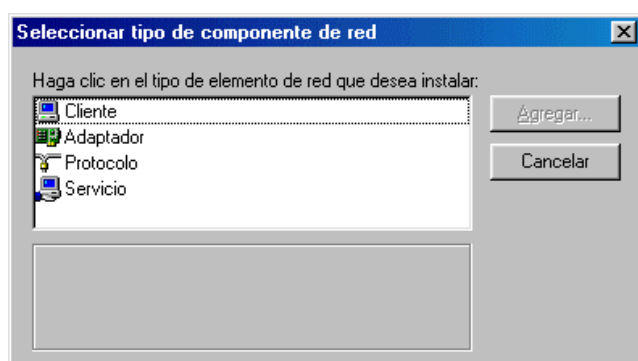 Seleccionar tipo de componente de red
Haga clic en el tipo de elemento de red que desea instalar:
Cliente
Adaptador
Protocolo
Servicio
Agregar...
Cancelar